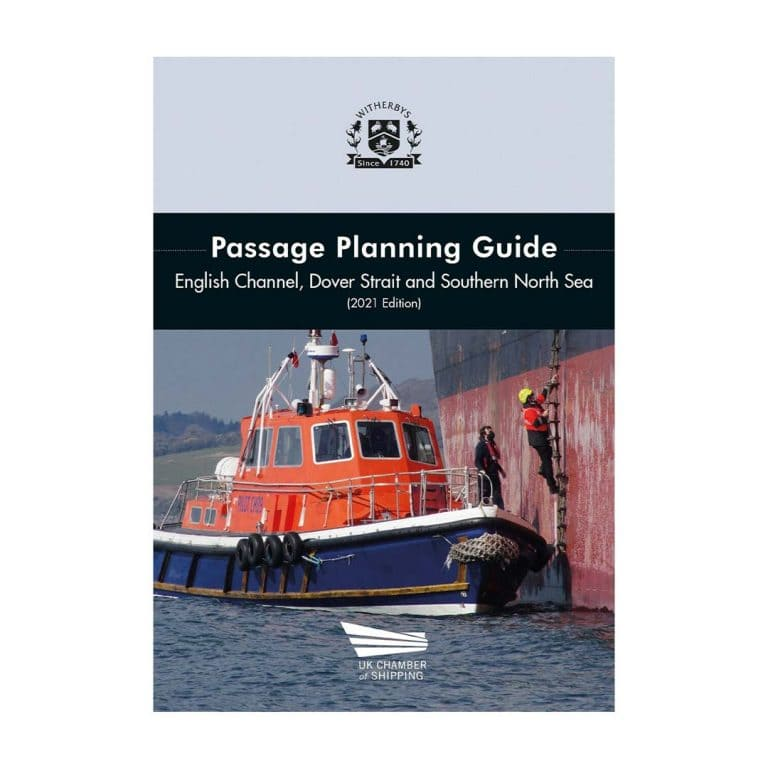 WITHERBYS
Since 1740
Passage Planning Guide
English Channel, Dover Strait and Southern North Sea
(2021 Edition)
UK CHAMBER
of SHIPPING